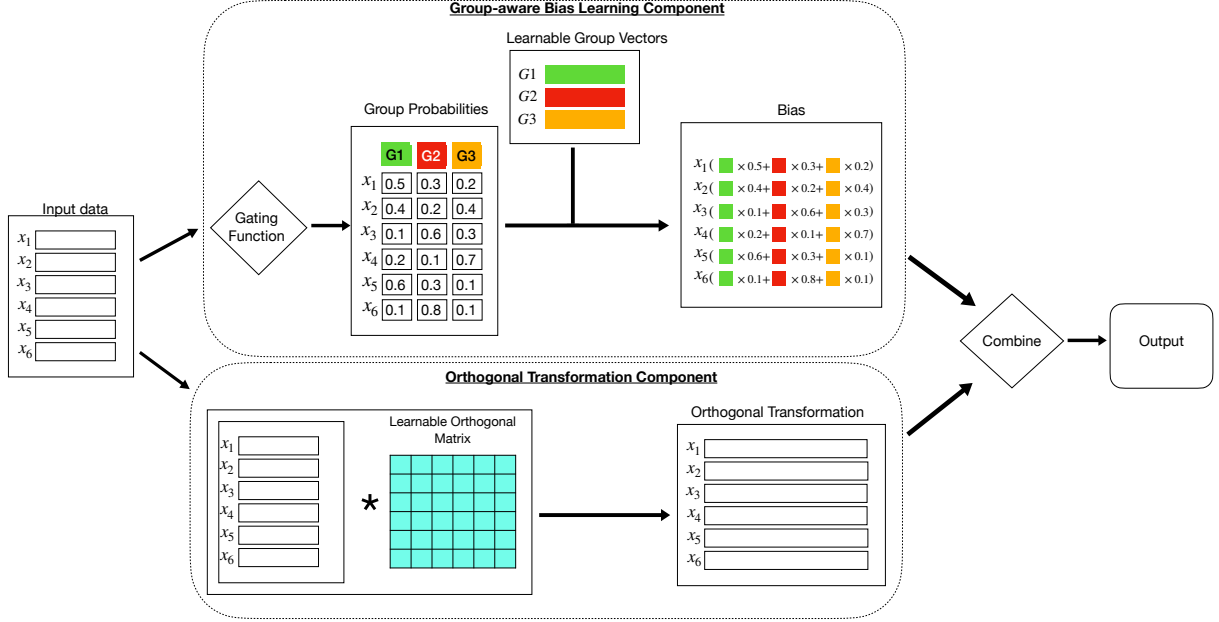 Group-aware Bias Learning Component
Learnable Group Vectors
G1
G2
G3
Group Probabilities
G1 G2 G3
x1 0.5 0.3 0.2
x2 0.4 0.2 0.4
x3 0.1 0.6 0.3
x4 0.2 0.1 0.7
x5 0.6 0.3 0.1
x6 0.1 0.8 0.1
Bias
x1( × 0.5+ × 0.3+ × 0.2)
x2( × 0.4+ × 0.2+ × 0.4)
x3( × 0.1+ × 0.6+ × 0.3)
x4( × 0.2+ × 0.1+ × 0.7)
x5( × 0.6+ × 0.3+ × 0.1)
x6( × 0.1+ × 0.8+ × 0.1)
Gating
Function
Input data
x1
x2
x3
x4
x5
x6
Combine
Output
Orthogonal Transformation Component
x1
x2
x3
x4
x5
x6
*
Learnable Orthogonal
Matrix
Orthogonal Transformation
x1
x2
x3
x4
x5
x6